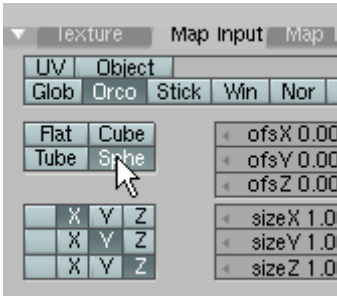 Texture Map Input Map
UV Object
Glob Orco Stick Win Nor
Flat Cube ofsX 0.00
Tube Sphe ofsY 0.00
ofsZ 0.00
X Y Z sizeX 1.0
X Y Z sizeY 1.0
X Y Z sizeZ 1.0